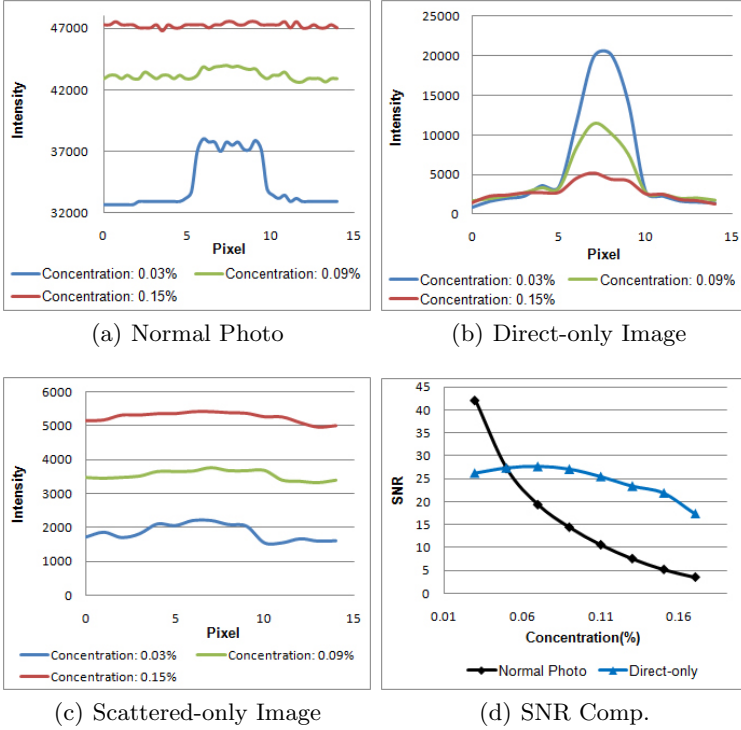 47000
42000
37000
32000
Intensity
0 5 10 15
Pixel
Concentration: 0.03% Concentration: 0.09%
Concentration: 0.15%
(a) Normal Photo
25000
20000
15000
10000
5000
0
Intensity
0 5 10 15
Pixel
Concentration: 0.03% Concentration: 0.09%
Concentration: 0.15%
(b) Direct-only Image
6000
5000
4000
3000
2000
1000
0
Intensity
0 5 10 15
Pixel
Concentration: 0.03% Concentration: 0.09%
Concentration: 0.15%
(c) Scattered-only Image
45
40
35
30
25
20
15
10
5
0
SNR
0.01 0.06 0.11 0.16
Concentration(%)
Normal Photo Direct-only
(d) SNR Comp.